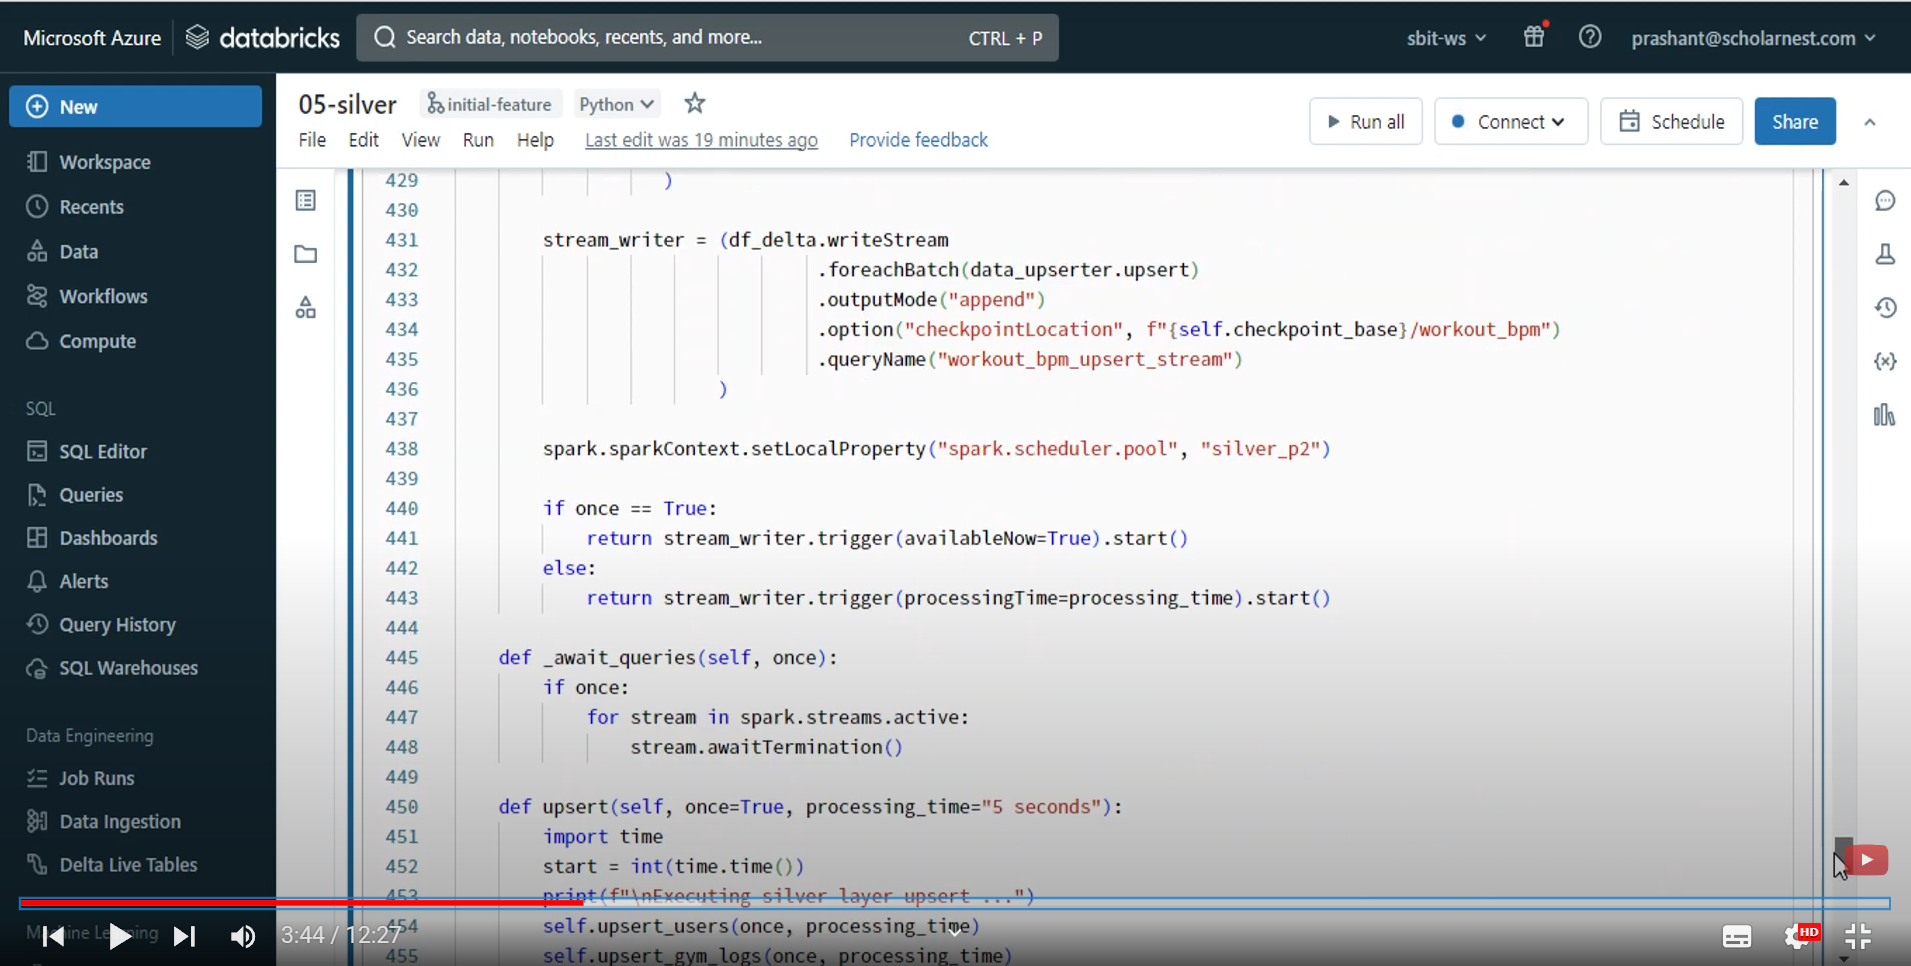 Microsoft Azure
databricks
Search data, notebooks, recents, and more...
CTRL + P
sbit-ws
prashant@scholarnest.com
New
Workspace
Recents
Data
Workflows
Compute
SQL
SQL Editor
Queries
Dashboards
Alerts
Query History
SQL Warehouses
Data Engineering
Job Runs
Data Ingestion
Delta Live Tables
05-silver
initial-feature
Python
File Edit View Run Help Last edit was 19 minutes ago Provide feedback
Run all
Connect
Schedule
Share
429 )
430
431 stream_writer = (df_delta.writeStream
432 .foreachBatch(data_upserter.upsert)
433 .outputMode("append")
434 .option("checkpointLocation", f"{self.checkpoint_base}/workout_bpm")
435 .queryName("workout_bpm_upsert_stream")
436 )
437
438 spark.sparkContext.setLocalProperty("spark.scheduler.pool", "silver_p2")
439
440 if once == True:
441 return stream_writer.trigger(availableNow=True).start()
442 else:
443 return stream_writer.trigger(processingTime=processing_time).start()
444
445 def _await_queries(self, once):
446 if once:
447 for stream in spark.streams.active:
448 stream.awaitTermination()
449
450 def upsert(self, once=True, processing_time="5 seconds"):
451 import time
452 start = int(time.time())
453 print(f"\nExecuting silver layer upsert ...")
454 self.upsert_users(once, processing_time)
455 self.upsert_gym_logs(once, processing_time)
3:44 / 12:27
HD